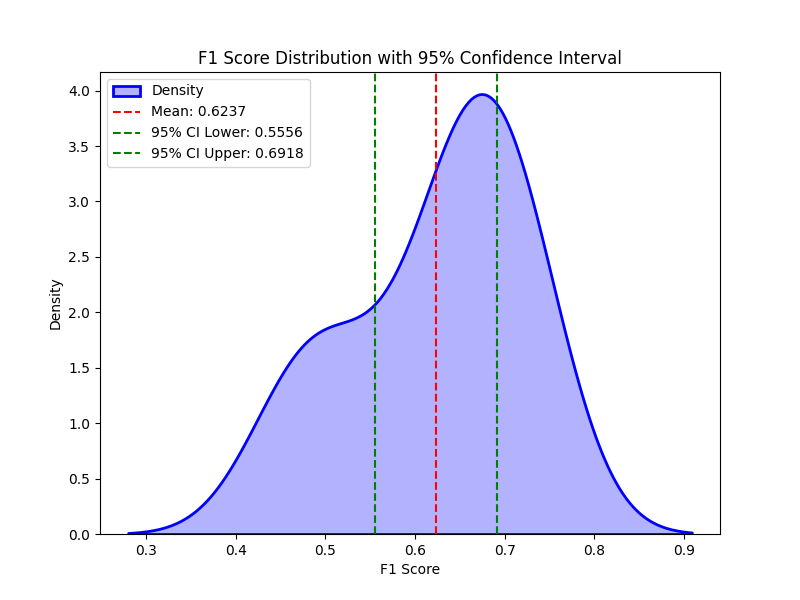 F1 Score Distribution with 95% Confidence Interval
Density
Mean: 0.6237
95% CI Lower: 0.5556
95% CI Upper: 0.6918
4.0
3.5
3.0
2.5
2.0
1.5
1.0
0.5
0.0
Density
0.3 0.4 0.5 0.6 0.7 0.8 0.9
F1 Score